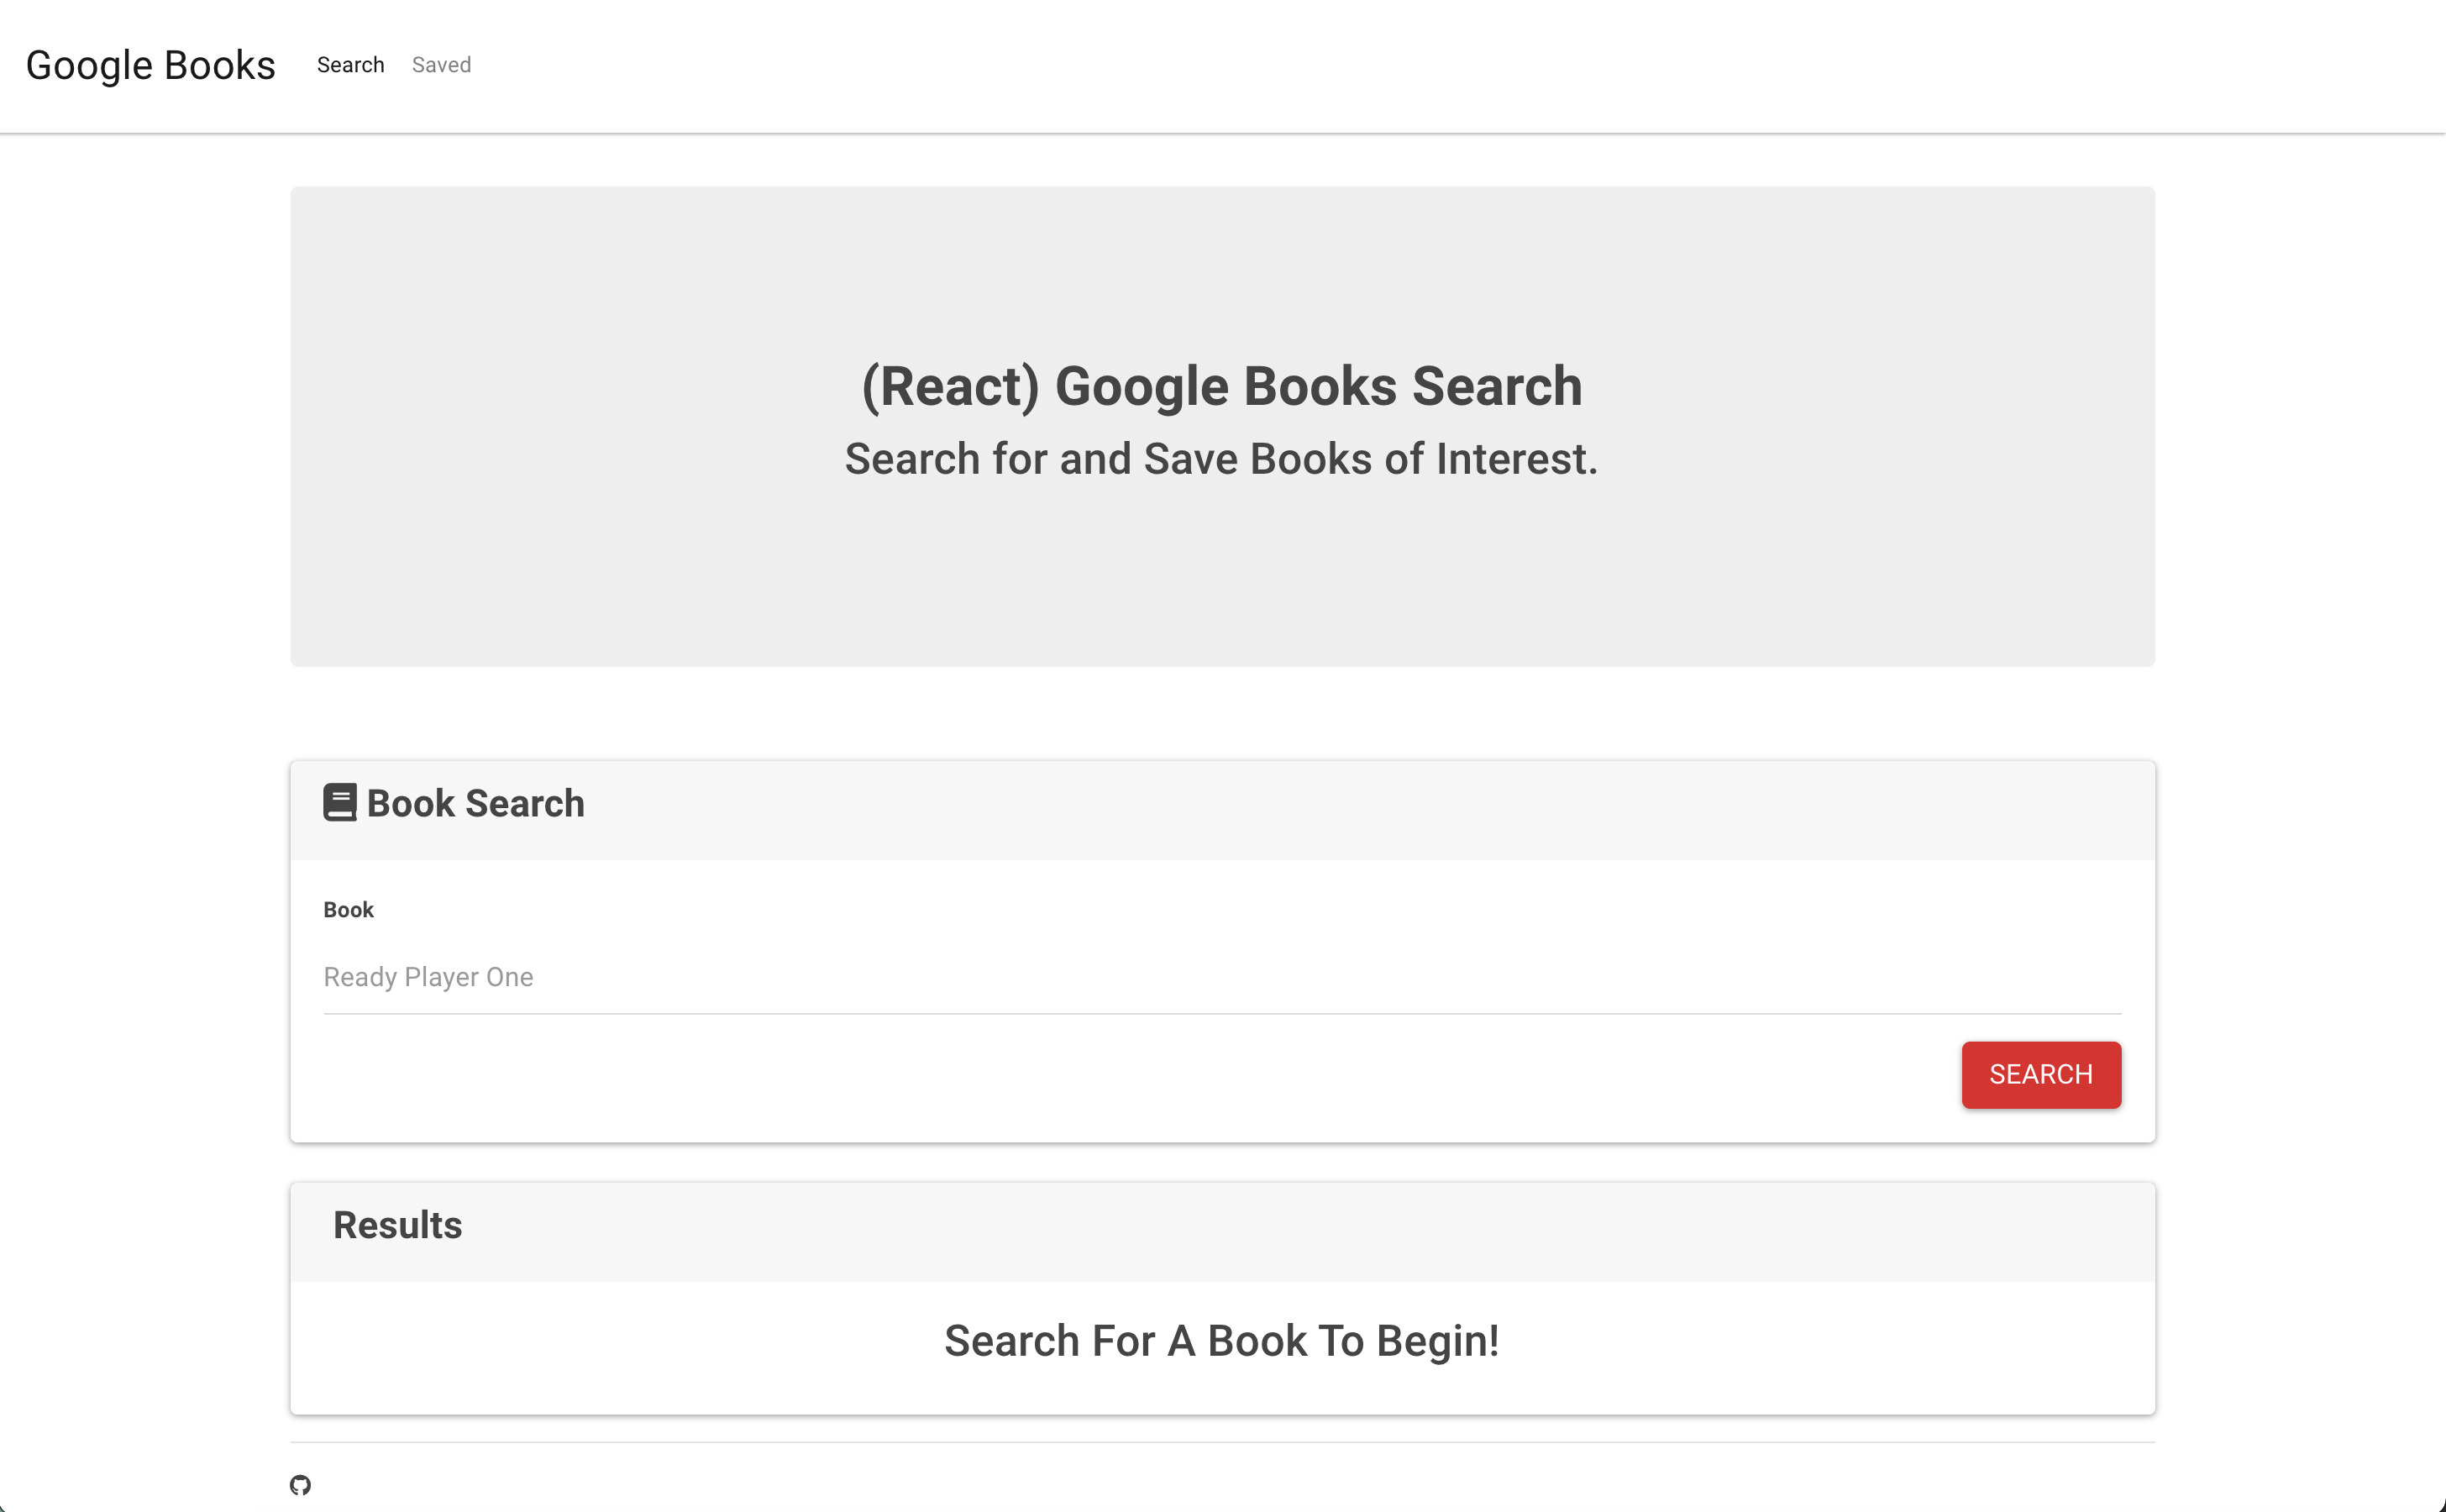 Google Books Search Saved
(React) Google Books Search
Search for and Save Books of Interest.
Book Search
Book
Ready Player One
SEARCH
Results
Search For A Book To Begin!